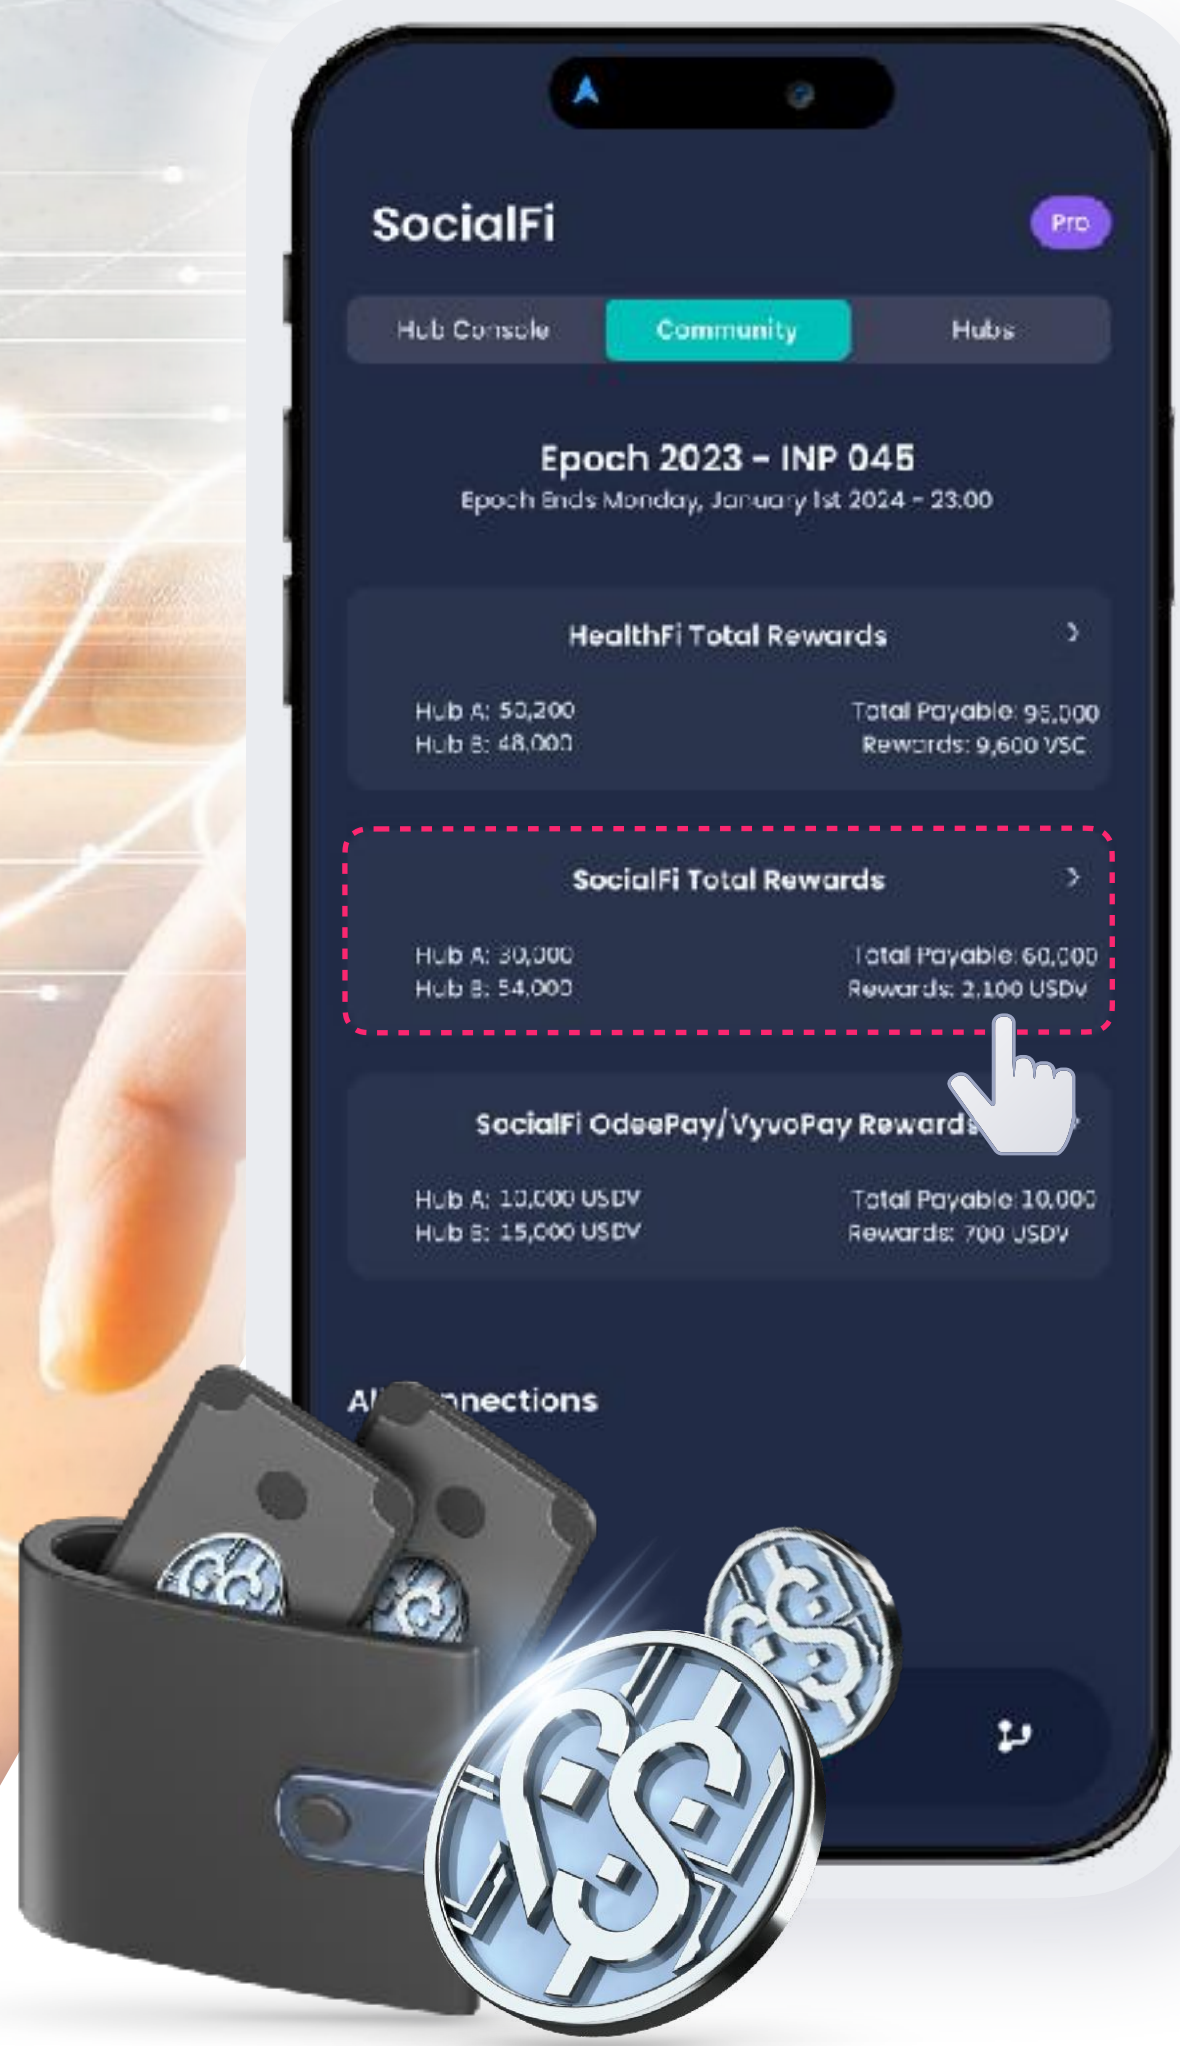 SocialFi
Pro
Hub Console
Community
Hubs
Epoch 2023 - INP 045
Epoch Ends Monday, January 1st 2024 - 23.00
HealthFi Total Rewards
Hub A: 50,200
Total Payable: 96,000
Hub B: 48,000
Rewards: 9,600 VSC
SocialFi Total Rewards
Hub A: 30,000
Total Payable: 60,000
Hub B: 54,000
Rewards: 2,100 USDV
SocialFi OdeePay/VyvoPay Rewards
Hub A: 10,000 USDV
Total Payable: 10,000
Hub B: 15,000 USDV
Rewards: 700 USDV